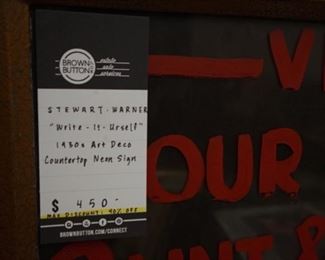 BROWN BUTTON
estate
sale
services
STEWART-WARNER
"Write-It-Urself"
1930s Art Deco
Countertop Neon Sign
$ 450-
MAX DISCOUNT: 40% OFF
BROWNBUTTON.COM/CONNECT
OUR